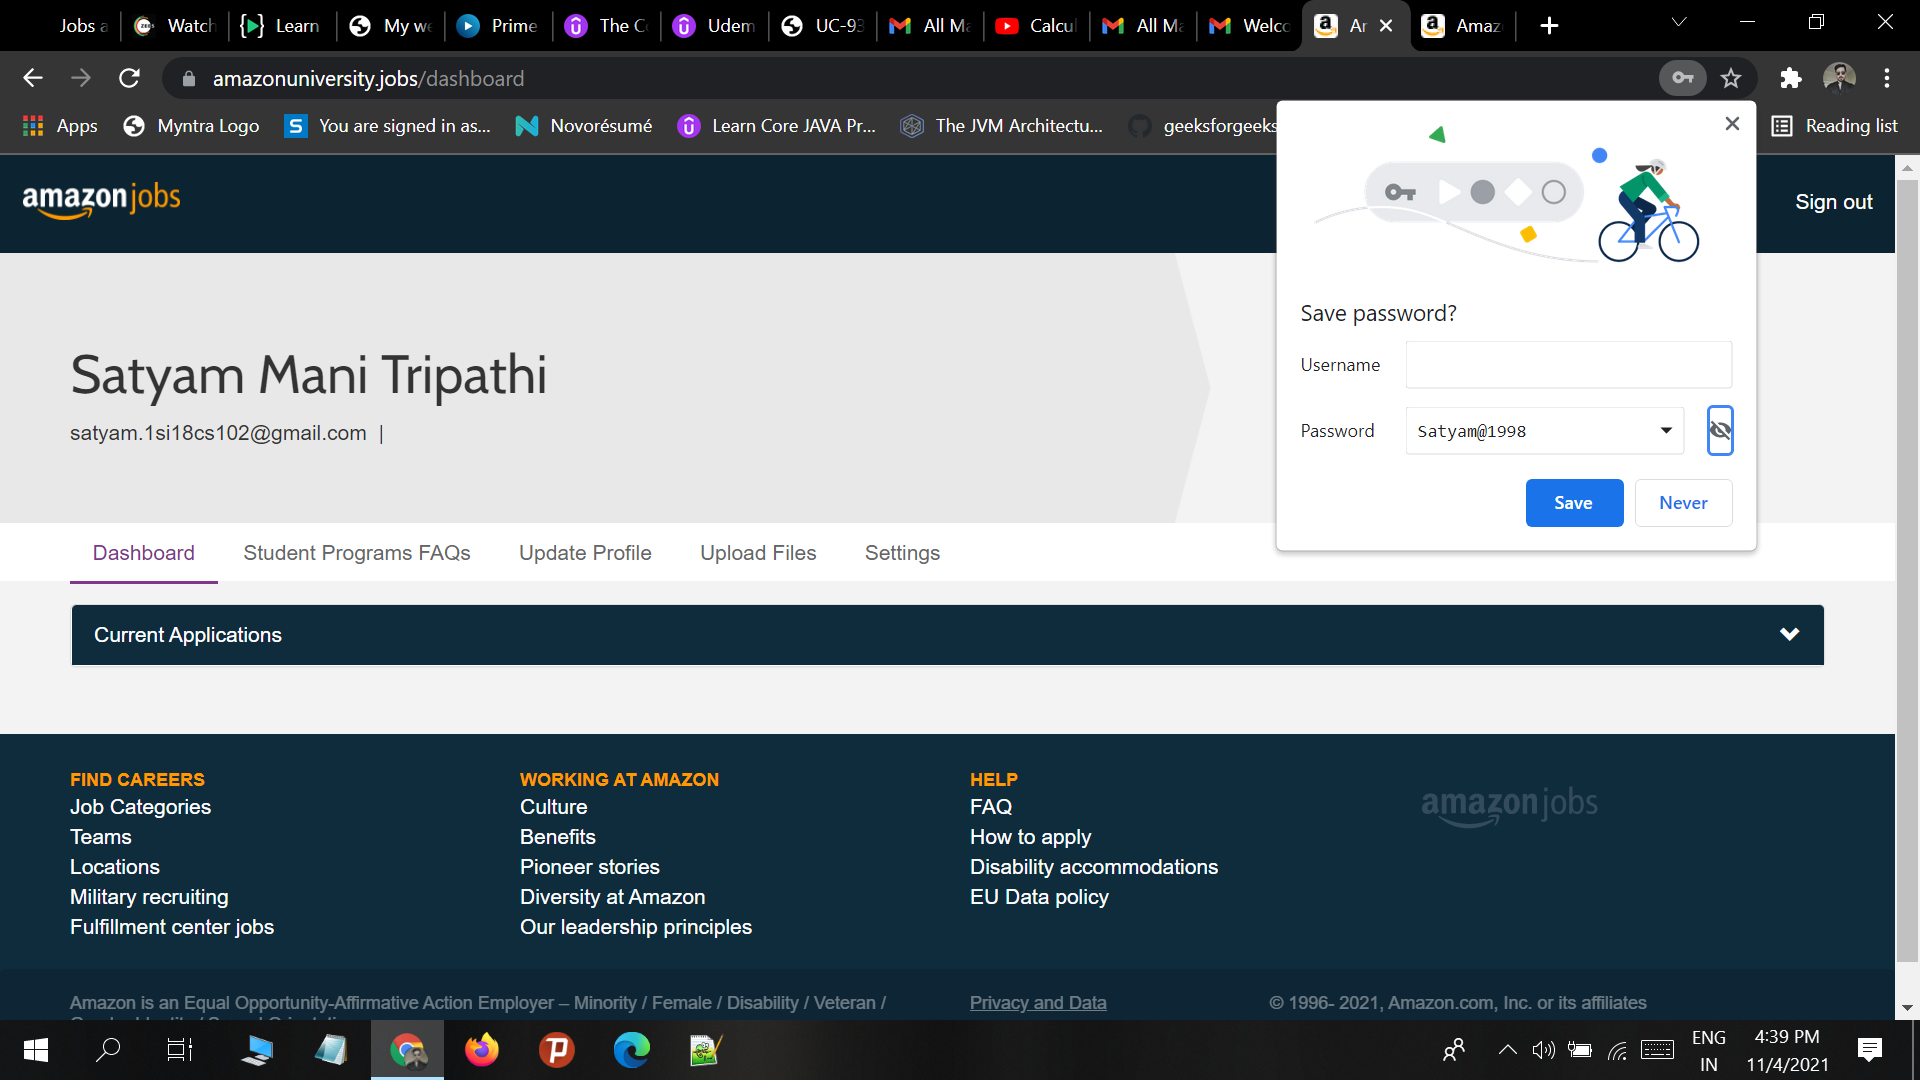 Jobs a
Watch
Learn
My we
Prime
The C
Udem
UC-93
All Ma
Calcul
All Ma
Welco
Ar
Amaz
amazonuniversity.jobs/dashboard
Apps
Myntra Logo
You are signed in as...
Novorésumé
Learn Core JAVA Pr...
The JVM Architectu...
geeksforgeeks
Reading list
amazon jobs
Sign out
Save password?
Username
Password Satyam@1998
Save Never
Satyam Mani Tripathi
satyam.1si18cs102@gmail.com |
Dashboard Student Programs FAQs Update Profile Upload Files Settings
Current Applications
FIND CAREERS
Job Categories
Teams
Locations
Military recruiting
Fulfillment center jobs
WORKING AT AMAZON
Culture
Benefits
Pioneer stories
Diversity at Amazon
Our leadership principles
HELP
FAQ
How to apply
Disability accommodations
EU Data policy
amazon jobs
Amazon is an Equal Opportunity-Affirmative Action Employer – Minority / Female / Disability / Veteran /
Privacy and Data
© 1996- 2021, Amazon.com, Inc. or its affiliates
ENG
IN
4:39 PM
11/4/2021